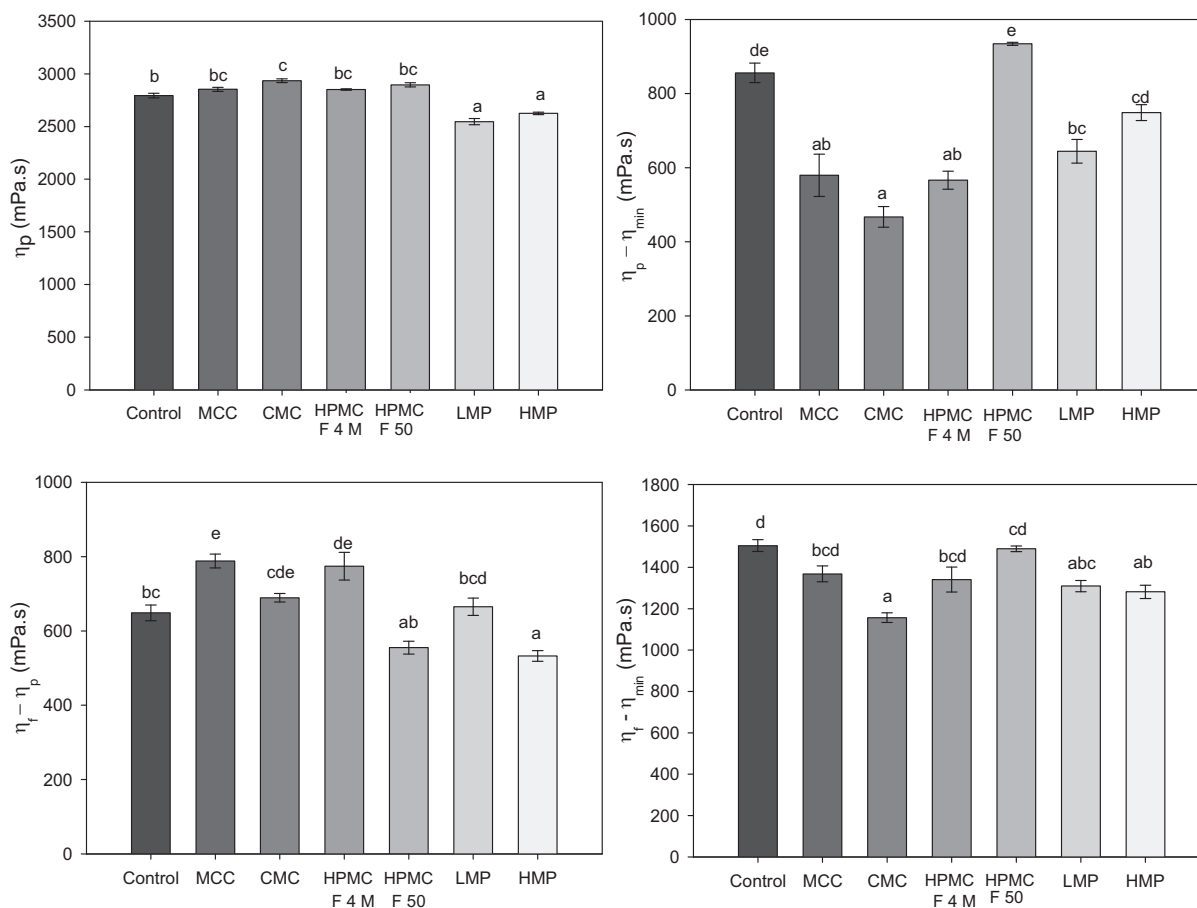 3500
3000
2500
2000
1500
1000
500
0
ηp (mPa.s)
b
bc
c
bc
bc
a
a
Control
MCC
CMC
HPMC
F 4 M
HPMC
F 50
LMP
HMP
1000
800
600
400
200
0
ηp – ηmin (mPa.s)
de
ab
a
ab
e
bc
cd
Control
MCC
CMC
HPMC
F 4 M
HPMC
F 50
LMP
HMP
1000
800
600
400
200
0
ηf – ηp (mPa.s)
bc
e
cde
de
ab
bcd
a
Control
MCC
CMC
HPMC
F 4 M
HPMC
F 50
LMP
HMP
1800
1600
1400
1200
1000
800
600
400
200
0
ηf - ηmin (mPa.s)
d
bcd
a
bcd
cd
abc
ab
Control
MCC
CMC
HPMC
F 4 M
HPMC
F 50
LMP
HMP